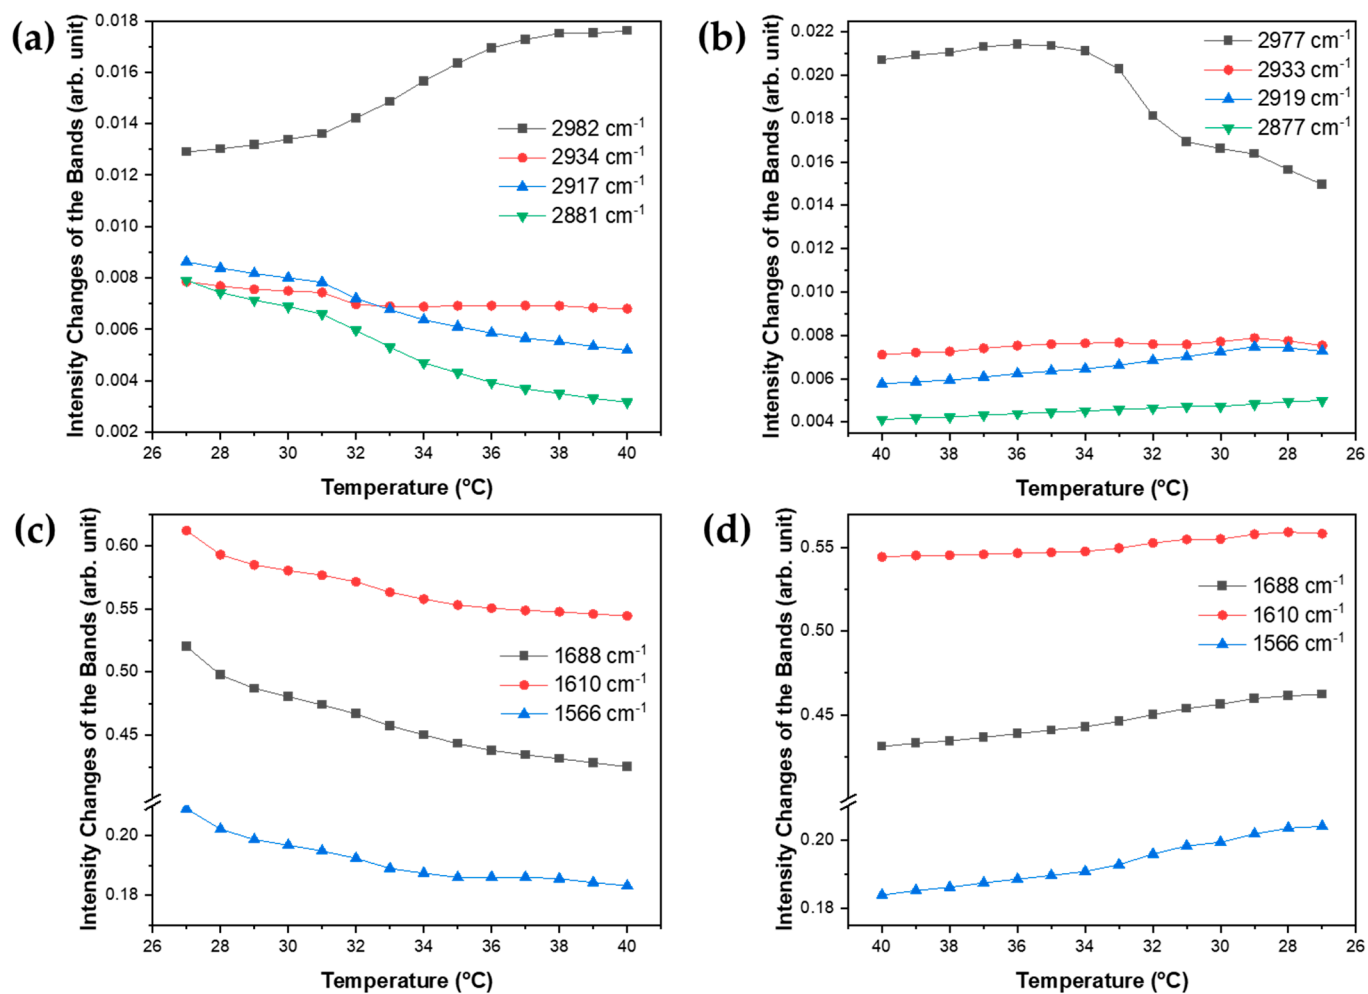 (a)
Intensity Changes of the Bands (arb. unit)
0.018
0.016
0.014
0.012
0.010
0.008
0.006
0.004
0.002
2982 cm⁻¹
2934 cm⁻¹
2917 cm⁻¹
2881 cm⁻¹
26 28 30 32 34 36 38 40
Temperature (°C)
(b)
Intensity Changes of the Bands (arb. unit)
0.022
0.020
0.018
0.016
0.014
0.012
0.010
0.008
0.006
0.004
2977 cm⁻¹
2933 cm⁻¹
2919 cm⁻¹
2877 cm⁻¹
40 38 36 34 32 30 28 26
Temperature (°C)
(c)
Intensity Changes of the Bands (arb. unit)
0.60
0.55
0.50
0.45
0.20
0.18
1688 cm⁻¹
1610 cm⁻¹
1566 cm⁻¹
26 28 30 32 34 36 38 40
Temperature (°C)
(d)
Intensity Changes of the Bands (arb. unit)
0.55
0.50
0.45
0.20
0.18
1688 cm⁻¹
1610 cm⁻¹
1566 cm⁻¹
40 38 36 34 32 30 28 26
Temperature (°C)